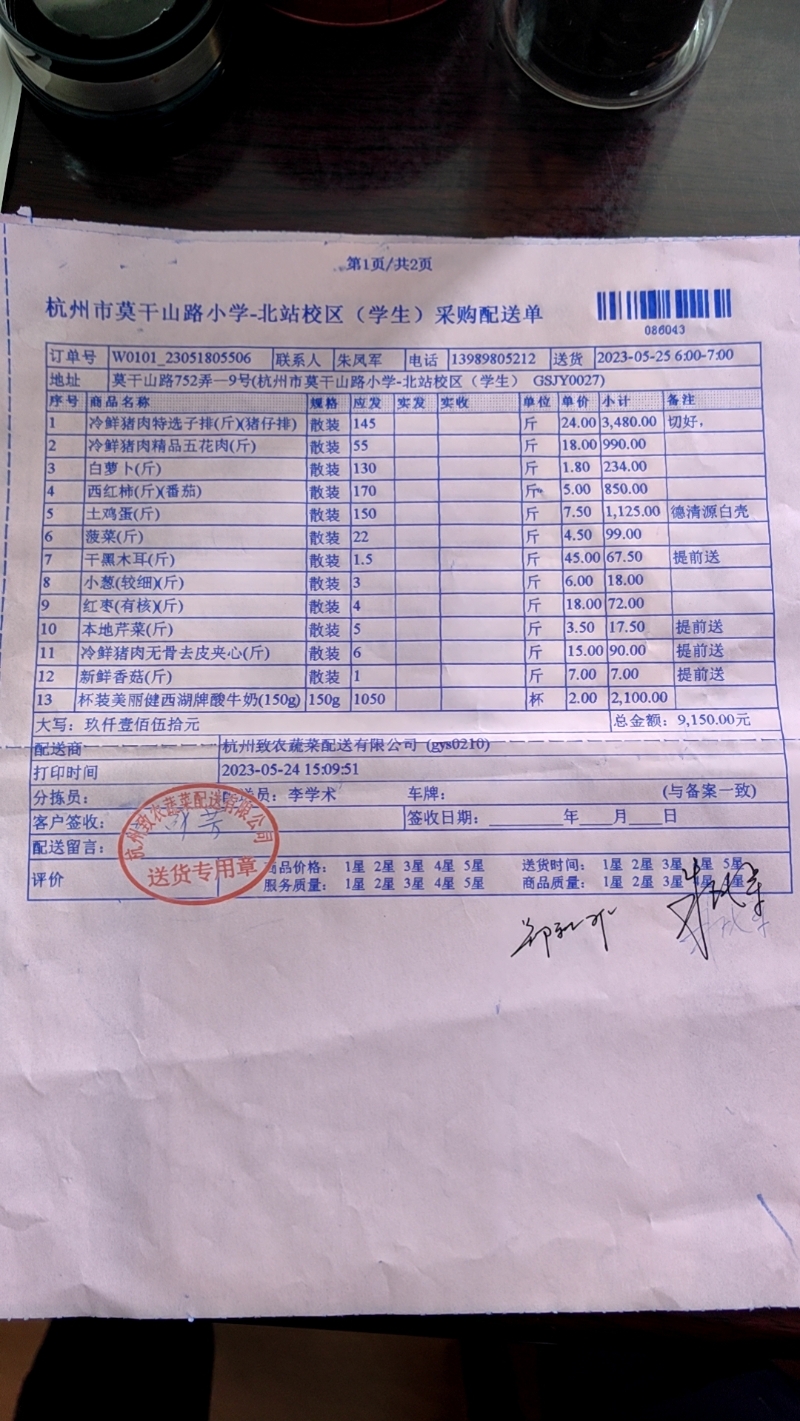 第1页/共2页
杭州市莫干山路小学-北站校区（学生）采购配送单
086043
订单号 W0101_23051805506 联系人 朱凤军 电话 13989805212 送货 2023-05-25 6:00-7:00
地址 莫干山路752弄一9号(杭州市莫干山路小学-北站校区（学生） GSJY0027)
序号 商品名称 规格 应发 实发 实收 单位 单价 小计 备注
1 冷鲜猪肉特选子排(斤)(猪仔排) 散装 145 斤 24.00 3,480.00 切好，
2 冷鲜猪肉精品五花肉(斤) 散装 55 斤 18.00 990.00
3 白萝卜(斤) 散装 130 斤 1.80 234.00
4 西红柿(斤)(番茄) 散装 170 斤 5.00 850.00
5 土鸡蛋(斤) 散装 150 斤 7.50 1,125.00 德清源白壳
6 菠菜(斤) 散装 22 斤 4.50 99.00
7 干黑木耳(斤) 散装 1.5 斤 45.00 67.50 提前送
8 小葱(较细)(斤) 散装 3 斤 6.00 18.00
9 红枣(有核)(斤) 散装 4 斤 18.00 72.00
10 本地芹菜(斤) 散装 5 斤 3.50 17.50 提前送
11 冷鲜猪肉无骨去皮夹心(斤) 散装 6 斤 15.00 90.00 提前送
12 新鲜香菇(斤) 散装 1 斤 7.00 7.00 提前送
13 杯装美丽健西湖牌酸牛奶(150g) 150g 1050 杯 2.00 2,100.00
大写：玖仟壹佰伍拾元 总金额：9,150.00元
配送商 杭州致农蔬菜配送有限公司 (gys0210)
打印时间 2023-05-24 15:09:51
分拣员： 送员：李学术 车牌： (与备案一致)
客户签收： 签收日期：________年____月____日
配送留言：
评价 商品价格： 1星 2星 3星 4星 5星 送货时间： 1星 2星 3星 4星 5星
服务质量： 1星 2星 3星 4星 5星 商品质量： 1星 2星 3星 4星 5星
杭州致农蔬菜配送有限公司
送货专用章